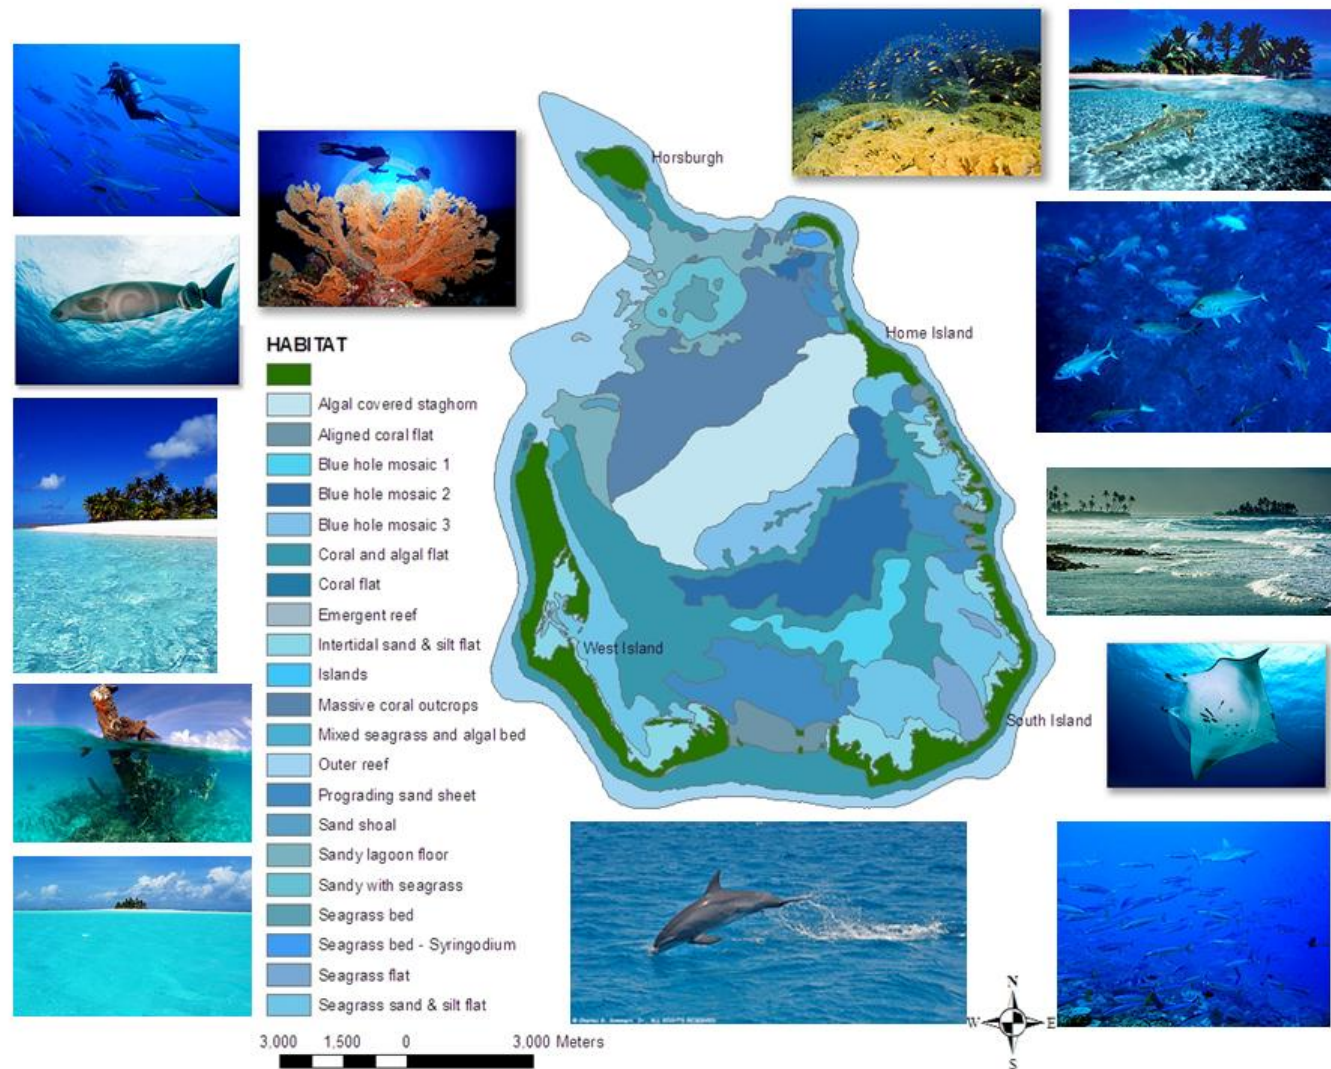 Horsburgh
Home Island
West Island
South Island
HABITAT
Algal covered staghorn
Aligned coral flat
Blue hole mosaic 1
Blue hole mosaic 2
Blue hole mosaic 3
Coral and algal flat
Coral flat
Emergent reef
Intertidal sand & silt flat
Islands
Massive coral outcrops
Mixed seagrass and algal bed
Outer reef
Prograding sand sheet
Sand shoal
Sandy lagoon floor
Sandy with seagrass
Seagrass bed
Seagrass bed - Syringodium
Seagrass flat
Seagrass sand & silt flat
3,000 1,500 0 3,000 Meters
N
W E
S